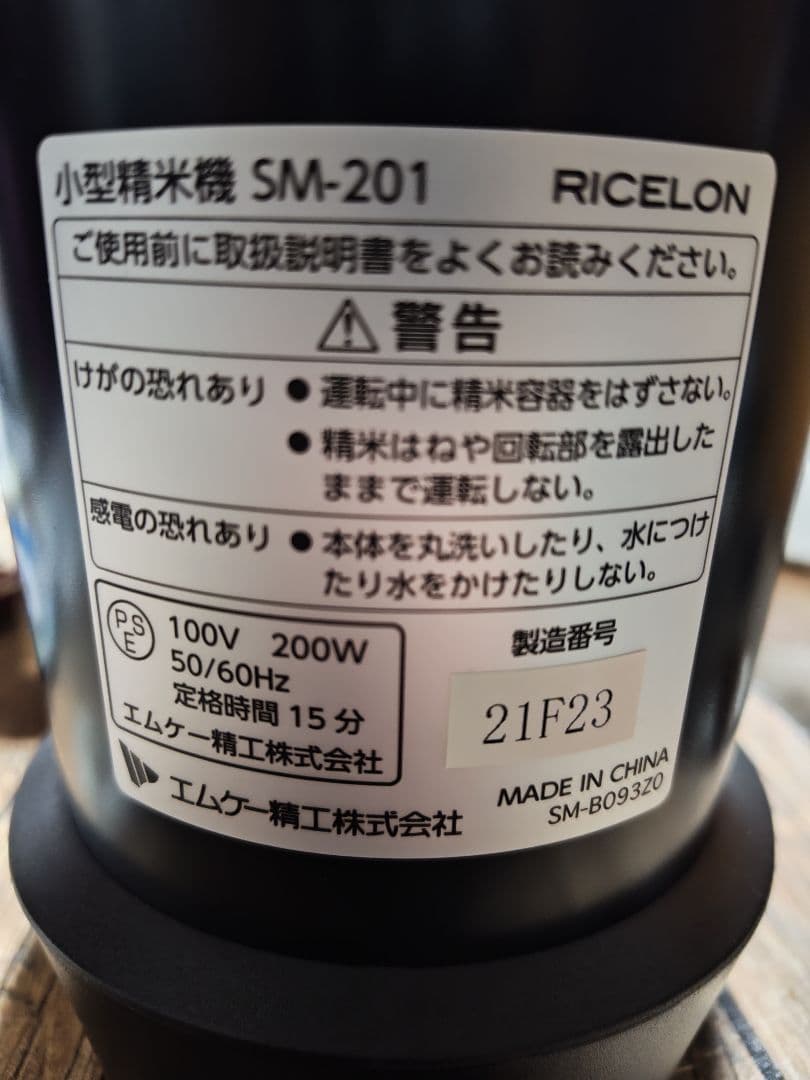 小型精米機 SM-201 RICELON
ご使用前に取扱説明書をよくお読みください。
警告
けがの恐れあり ● 運転中に精米容器をはずさない。
● 精米はねや回転部を露出した
ままで運転しない。
感電の恐れあり ● 本体を丸洗いしたり、水につけ
たり水をかけたりしない。
PSE 100V 200W
50/60Hz
定格時間 15分
エムケー精工株式会社
エムケー精工株式会社
製造番号
21F23
MADE IN CHINA
SM-B093Z0